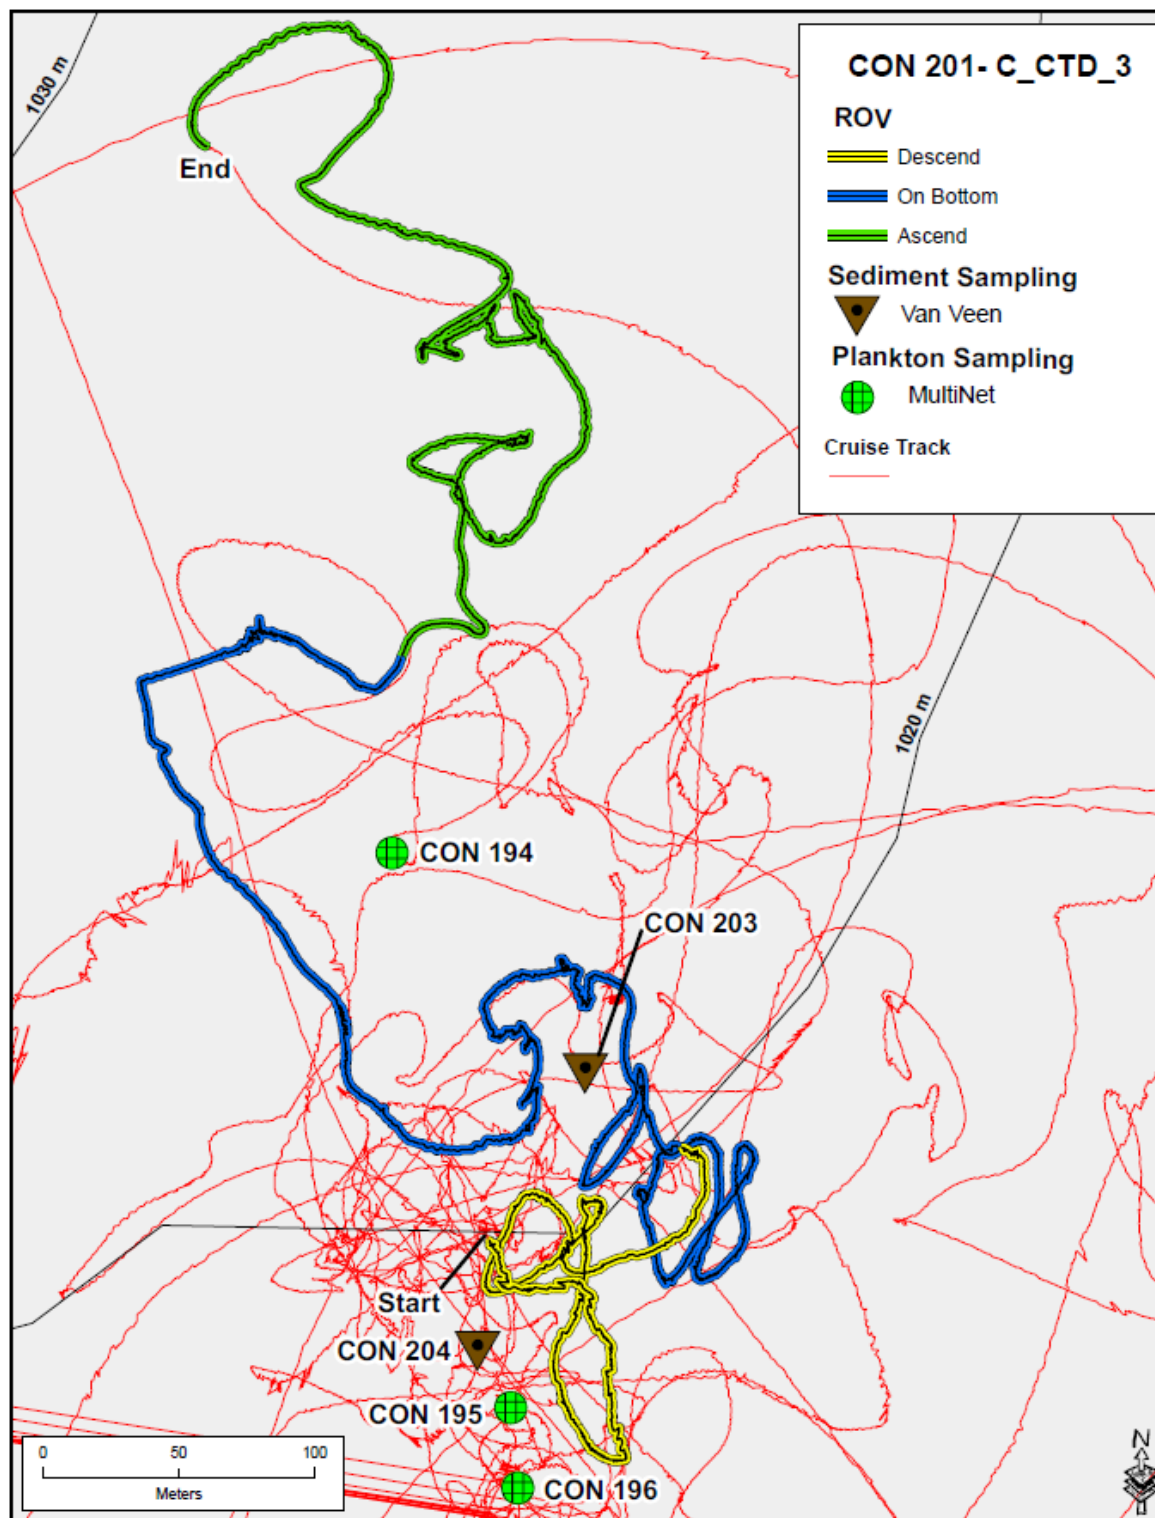 1030 m
CON 201- C_CTD_3
ROV
Descend
On Bottom
Ascend
Sediment Sampling
Van Veen
Plankton Sampling
MultiNet
Cruise Track
End
1020 m
CON 194
CON 203
Start
CON 204
CON 195
CON 196
0 50 100
Meters
N